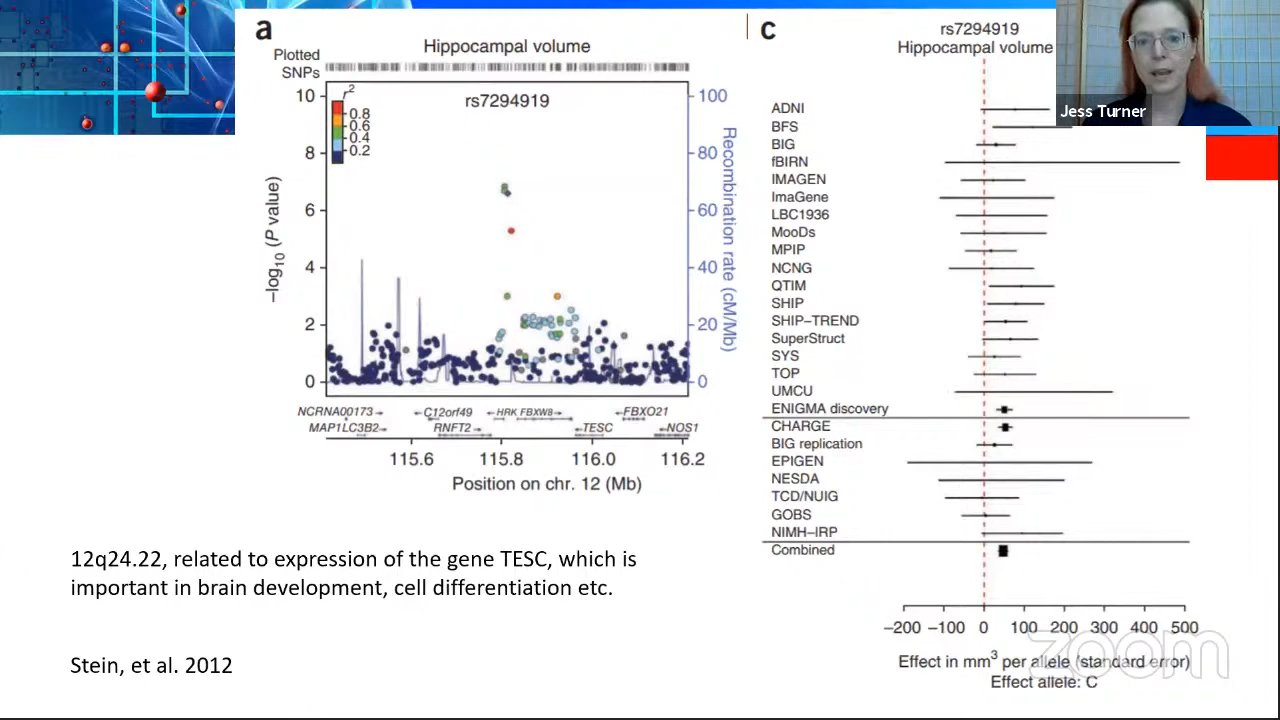 a
Hippocampal volume
Plotted
SNPs
rs7294919
r²
0.8
0.6
0.4
0.2
10
8
6
4
2
0
–log₁₀ (P value)
100
80
60
40
20
0
Recombination rate (cM/Mb)
NCRNA00173→ ←C12orf49 ←HRK FBXW8→ ←FBXO21
MAP1LC3B2→ RNFT2→ ←TESC ←NOS1
115.6 115.8 116.0 116.2
Position on chr. 12 (Mb)
c
rs7294919
Hippocampal volume
ADNI
BFS
BIG
fBIRN
IMAGEN
ImaGene
LBC1936
MooDs
MPIP
NCNG
QTIM
SHIP
SHIP–TREND
SuperStruct
SYS
TOP
UMCU
ENIGMA discovery
CHARGE
BIG replication
EPIGEN
NESDA
TCD/NUIG
GOBS
NIMH–IRP
Combined
–200 –100 0 100 200 300 400 500
Effect in mm³ per allele (standard error)
Effect allele: C
Jess Turner
12q24.22, related to expression of the gene TESC, which is
important in brain development, cell differentiation etc.
Stein, et al. 2012
zoom